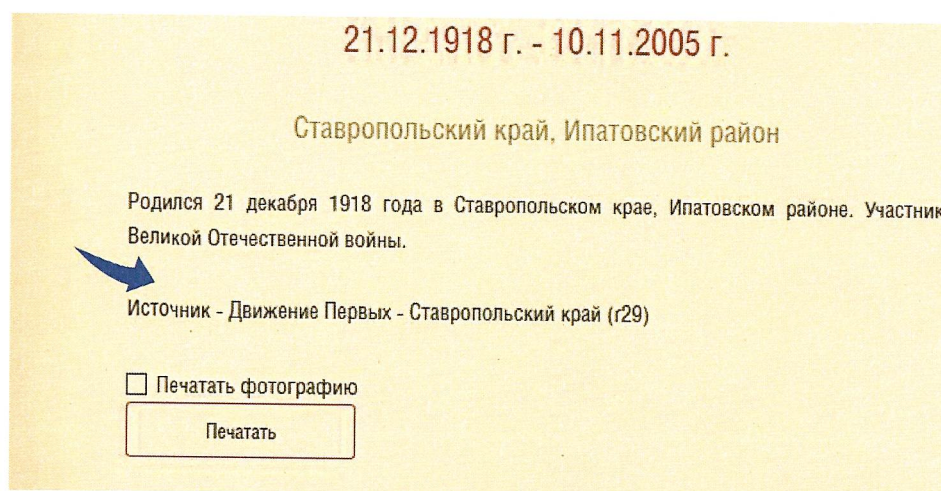 21.12.1918 г. - 10.11.2005 г.
Ставропольский край, Ипатовский район
Родился 21 декабря 1918 года в Ставропольском крае, Ипатовском районе. Участник
Великой Отечественной войны.
Источник - Движение Первых - Ставропольский край (г29)
Печатать фотографию
Печатать